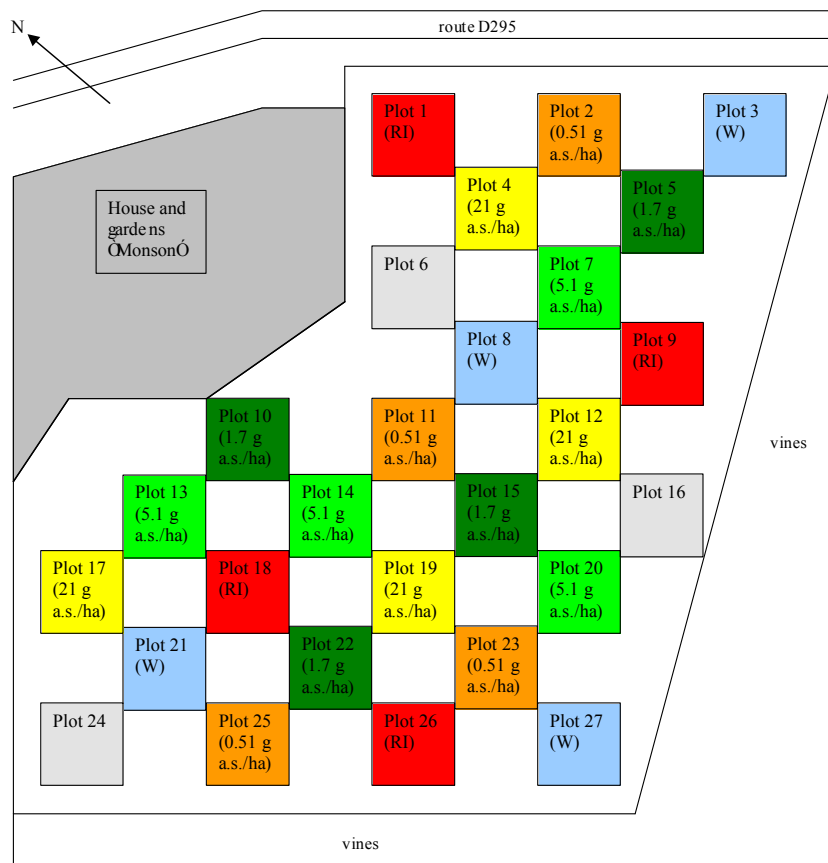 N
route D295
Plot 1
(RI)
Plot 2
(0.51 g
a.s./ha)
Plot 3
(W)
Plot 4
(21 g
a.s./ha)
Plot 5
(1.7 g
a.s./ha)
House and
gardens
ÒMonsonÓ
Plot 6
Plot 7
(5.1 g
a.s./ha)
Plot 8
(W)
Plot 9
(RI)
Plot 10
(1.7 g
a.s./ha)
Plot 11
(0.51 g
a.s./ha)
Plot 12
(21 g
a.s./ha)
vines
Plot 13
(5.1 g
a.s./ha)
Plot 14
(5.1 g
a.s./ha)
Plot 15
(1.7 g
a.s./ha)
Plot 16
Plot 17
(21 g
a.s./ha)
Plot 18
(RI)
Plot 19
(21 g
a.s./ha)
Plot 20
(5.1 g
a.s./ha)
Plot 21
(W)
Plot 22
(1.7 g
a.s./ha)
Plot 23
(0.51 g
a.s./ha)
Plot 24
Plot 25
(0.51 g
a.s./ha)
Plot 26
(RI)
Plot 27
(W)
vines